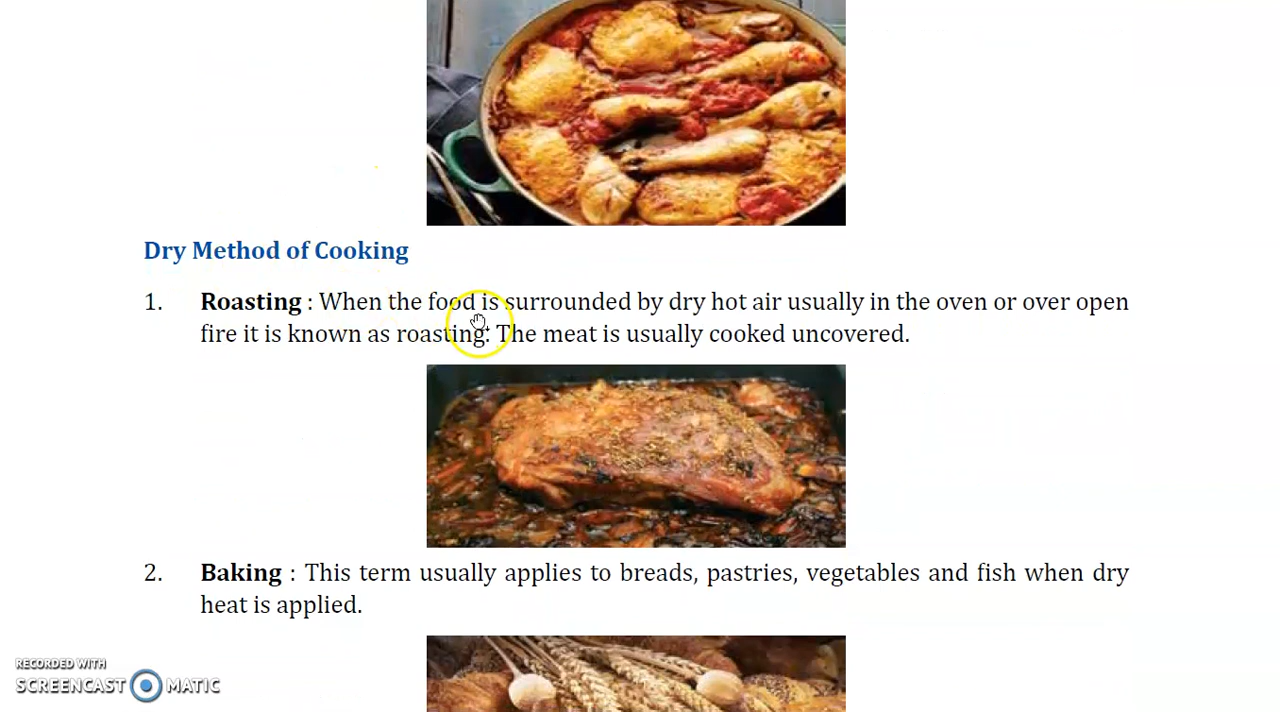 Dry Method of Cooking
1. Roasting : When the food is surrounded by dry hot air usually in the oven or over open
fire it is known as roasting. The meat is usually cooked uncovered.
2. Baking : This term usually applies to breads, pastries, vegetables and fish when dry
heat is applied.
RECORDED WITH
SCREENCAST MATIC